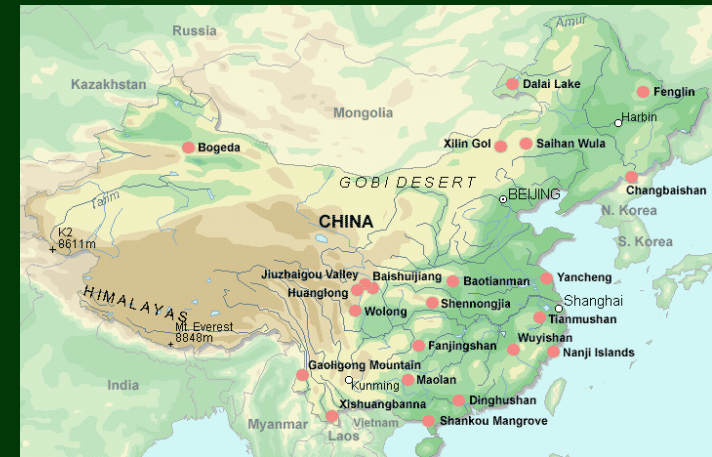 Amur
Russia
Kazakhstan
Dalai Lake
Fenglin
Mongolia
Harbin
Bogeda
Xilin Gol
Saihan Wula
GOBI DESERT
Changbaishan
BEIJING
Tarim
N. Korea
CHINA
K2
8611m
S. Korea
Jiuzhaigou Valley
Baishuijiang
Baotianman
Yancheng
Huanglong
HIMALAYAS
Shennongjia
Shanghai
Wolong
Tianmushan
Mt. Everest
8848m
Wuyishan
Fanjingshan
Nanji Islands
Gaoligong Mountain
India
Kunming
Maolan
Xishuangbanna
Dinghushan
Myanmar
Vietnam
Shankou Mangrove
Laos